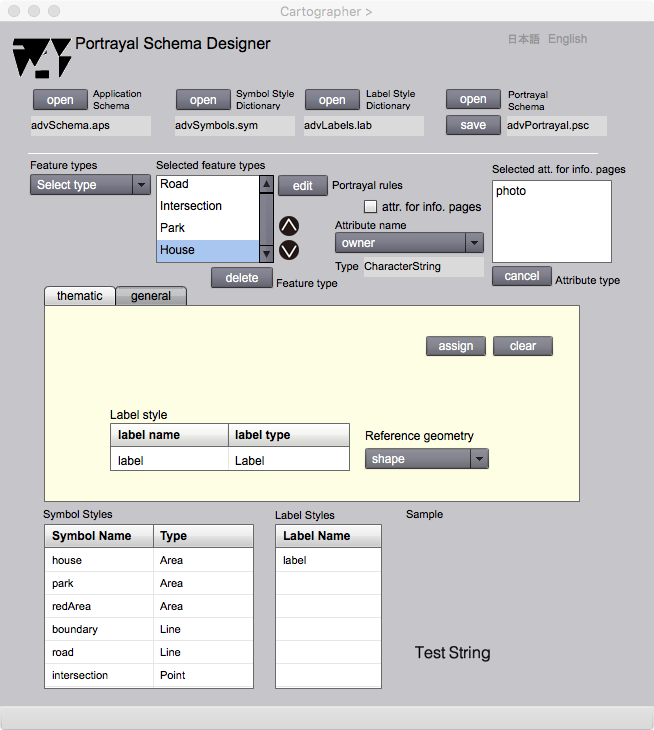 Cartographer >
Portrayal Schema Designer
日本語 English
open Application Schema
open Symbol Style Dictionary
open Label Style Dictionary
open Portrayal Schema
advSchema.aps
advSymbols.sym
advLabels.lab
save advPortrayal.psc
Feature types
Select type
Selected feature types
Road
Intersection
Park
House
edit
delete Feature type
Portrayal rules
attr. for info. pages
Attribute name
owner
Type CharacterString
Selected att. for info. pages
photo
cancel Attribute type
thematic general
assign clear
Label style
label name label type
label Label
Reference geometry
shape
Symbol Styles
Symbol Name Type
house Area
park Area
redArea Area
boundary Line
road Line
intersection Point
Label Styles
Label Name
label
Sample
Test String